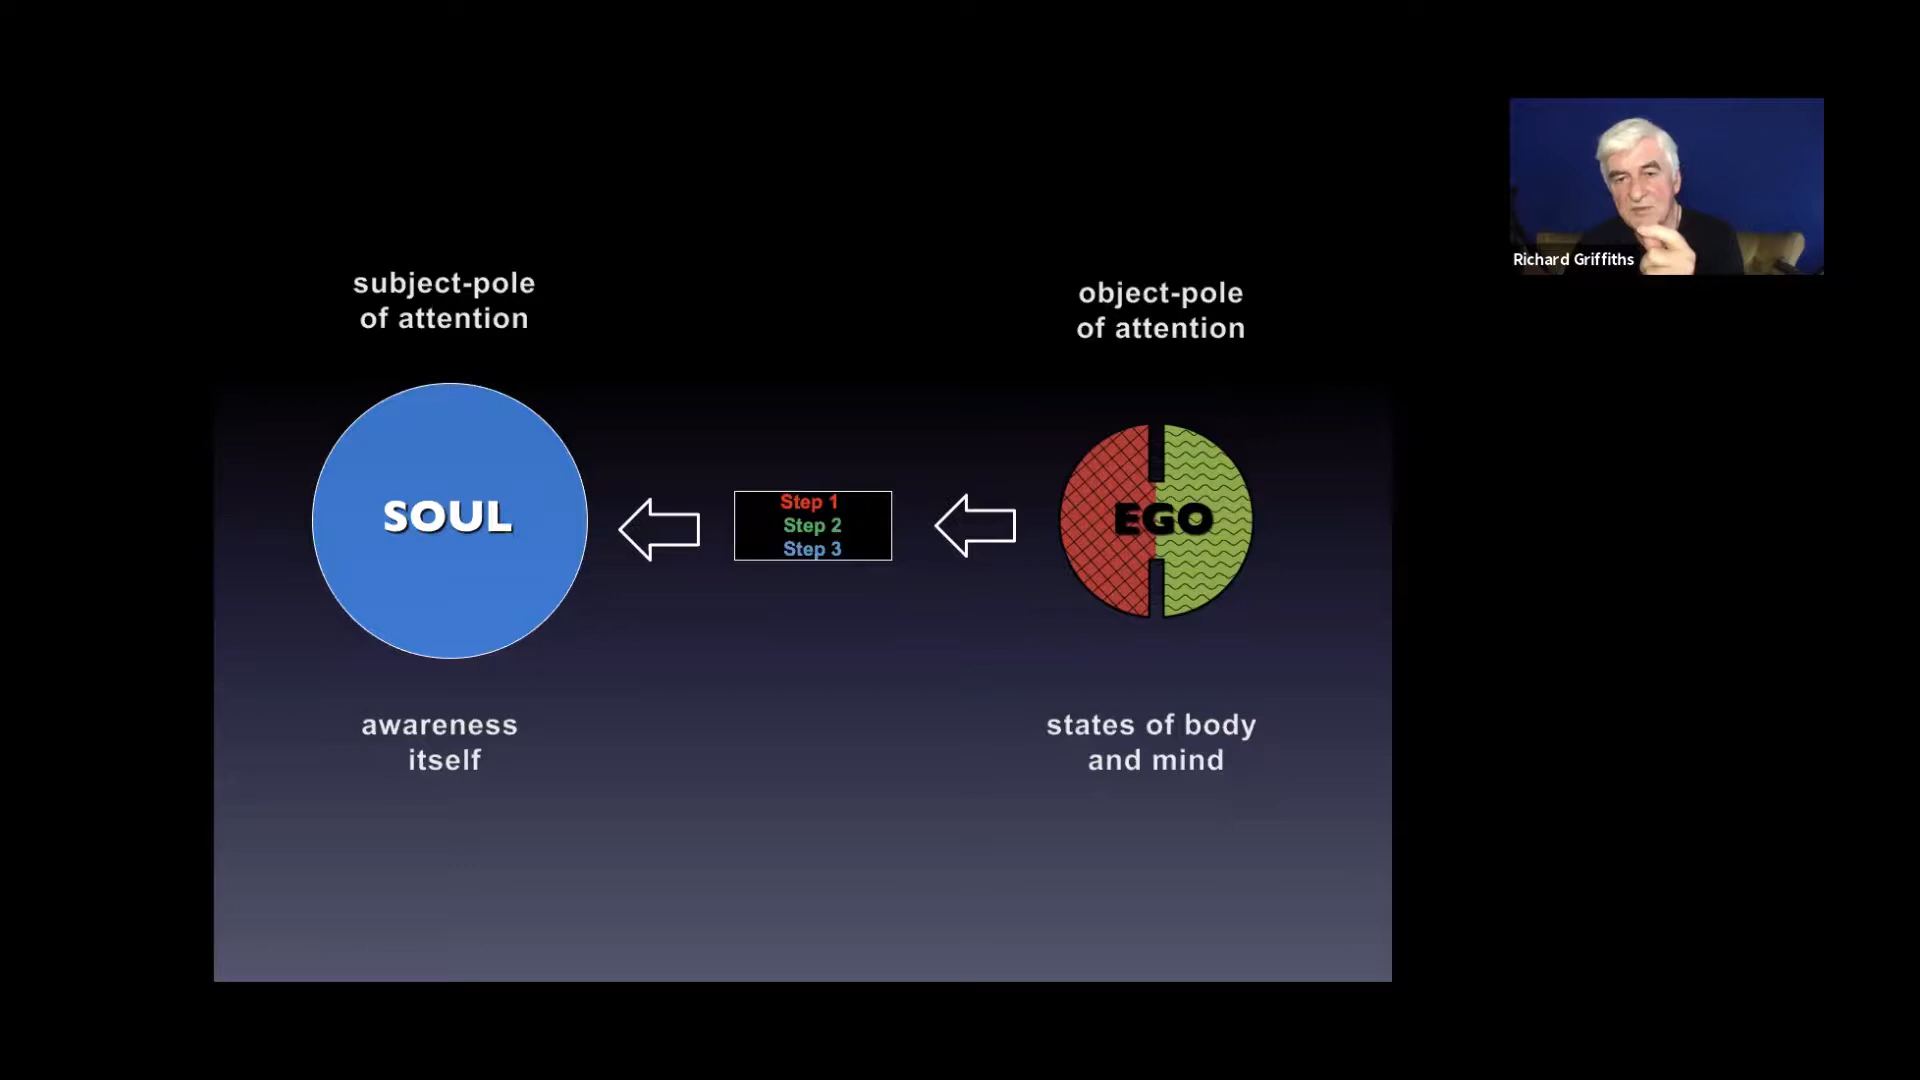 subject-pole
of attention
object-pole
of attention
Richard Griffiths
SOUL
Step 1
Step 2
Step 3
EGO
awareness
itself
states of body
and mind